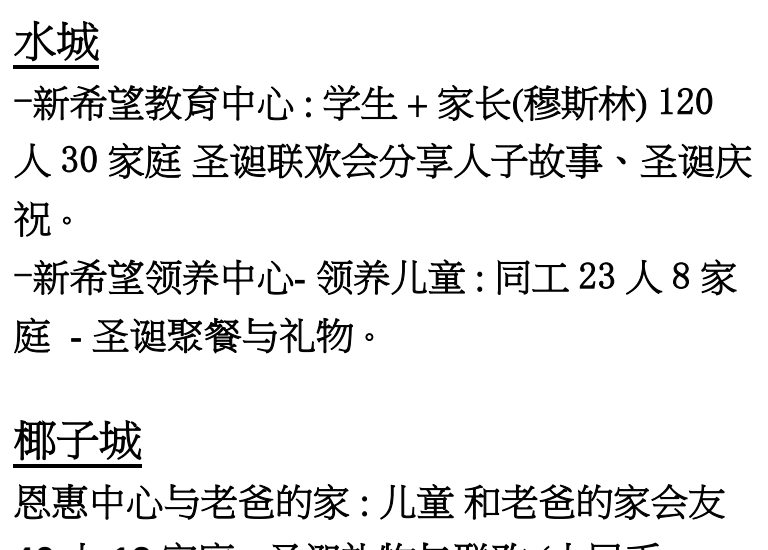 水城
-新希望教育中心 : 学生 + 家长(穆斯林) 120
人 30 家庭 圣诞联欢会分享人子故事、圣诞庆
祝。
-新希望领养中心- 领养儿童 : 同工 23 人 8 家
庭 - 圣诞聚餐与礼物。
椰子城
恩惠中心与老爸的家 : 儿童 和老爸的家会友